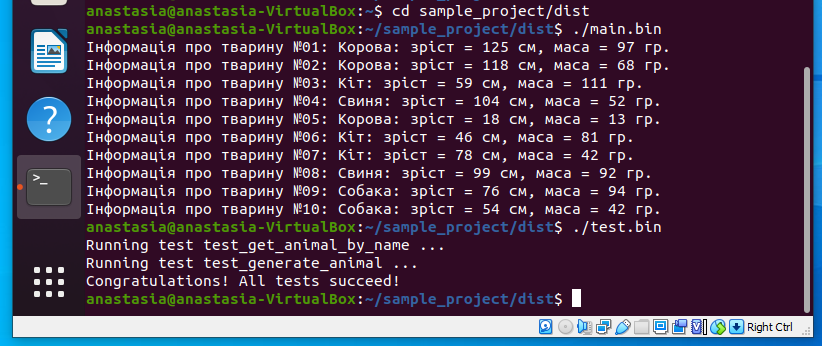 anastasia@anastasia-VirtualBox:~$ cd sample_project/dist
anastasia@anastasia-VirtualBox:~/sample_project/dist$ ./main.bin
Інформація про тварину №01: Корова: зріст = 125 см, маса = 97 гр.
Інформація про тварину №02: Корова: зріст = 118 см, маса = 68 гр.
Інформація про тварину №03: Кіт: зріст = 59 см, маса = 111 гр.
Інформація про тварину №04: Свиня: зріст = 104 см, маса = 52 гр.
Інформація про тварину №05: Корова: зріст = 18 см, маса = 13 гр.
Інформація про тварину №06: Кіт: зріст = 46 см, маса = 81 гр.
Інформація про тварину №07: Кіт: зріст = 78 см, маса = 42 гр.
Інформація про тварину №08: Свиня: зріст = 99 см, маса = 92 гр.
Інформація про тварину №09: Собака: зріст = 76 см, маса = 94 гр.
Інформація про тварину №10: Собака: зріст = 54 см, маса = 42 гр.
anastasia@anastasia-VirtualBox:~/sample_project/dist$ ./test.bin
Running test test_get_animal_by_name ...
Running test test_generate_animal ...
Congratulations! All tests succeed!
anastasia@anastasia-VirtualBox:~/sample_project/dist$
Right Ctrl